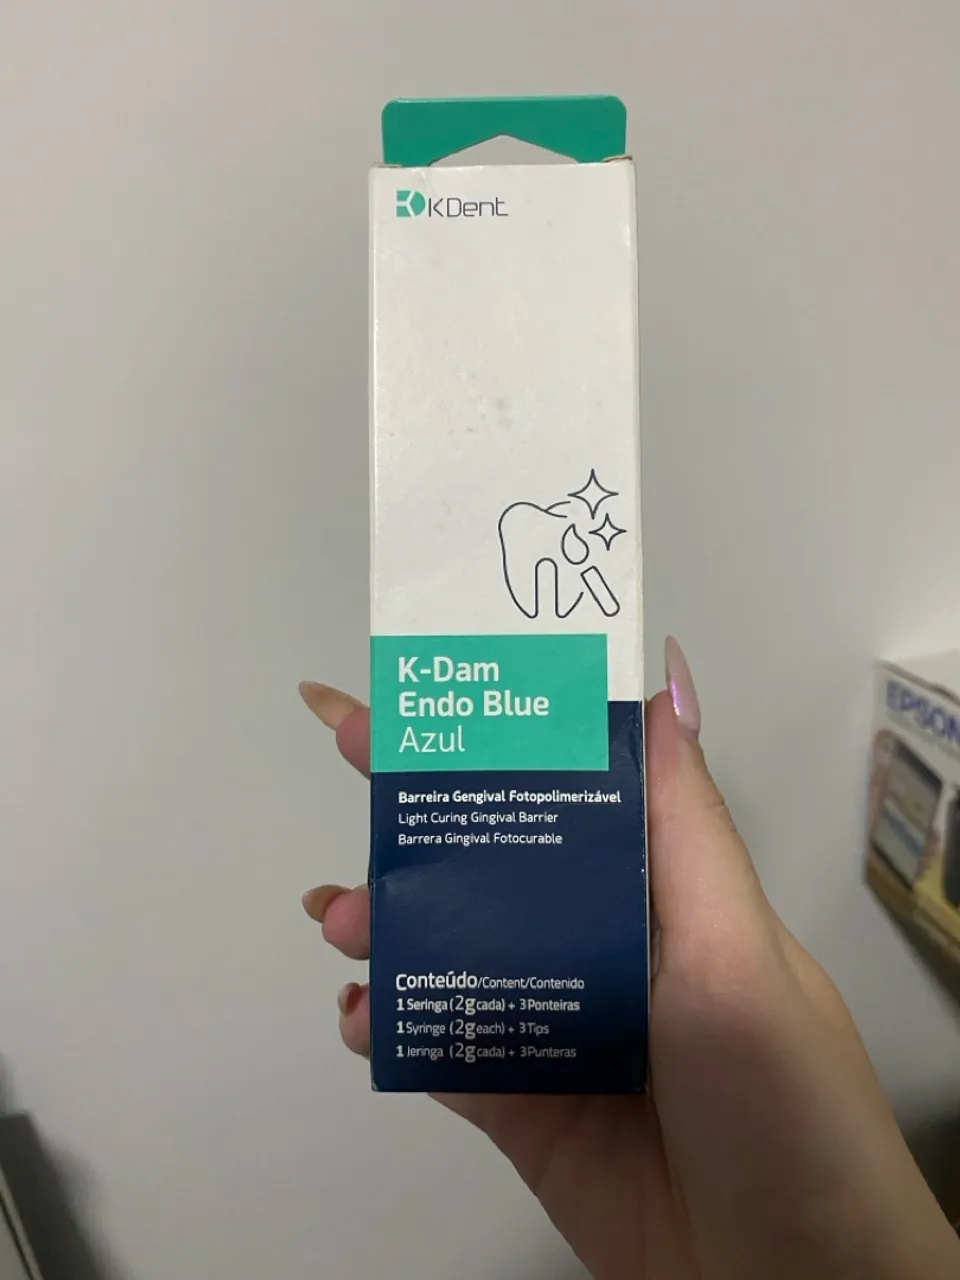 KDent
K-Dam
Endo Blue
Azul
Barreira Gengival Fotopolimerizável
Light Curing Gingival Barrier
Barrera Gingival Fotocurable
Conteúdo/Content/Contenido
1 Seringa (2g cada) + 3 Ponteiras
1 Syringe (2g each) + 3 Tips
1 Jeringa (2g cada) + 3 Punteras
EPSON